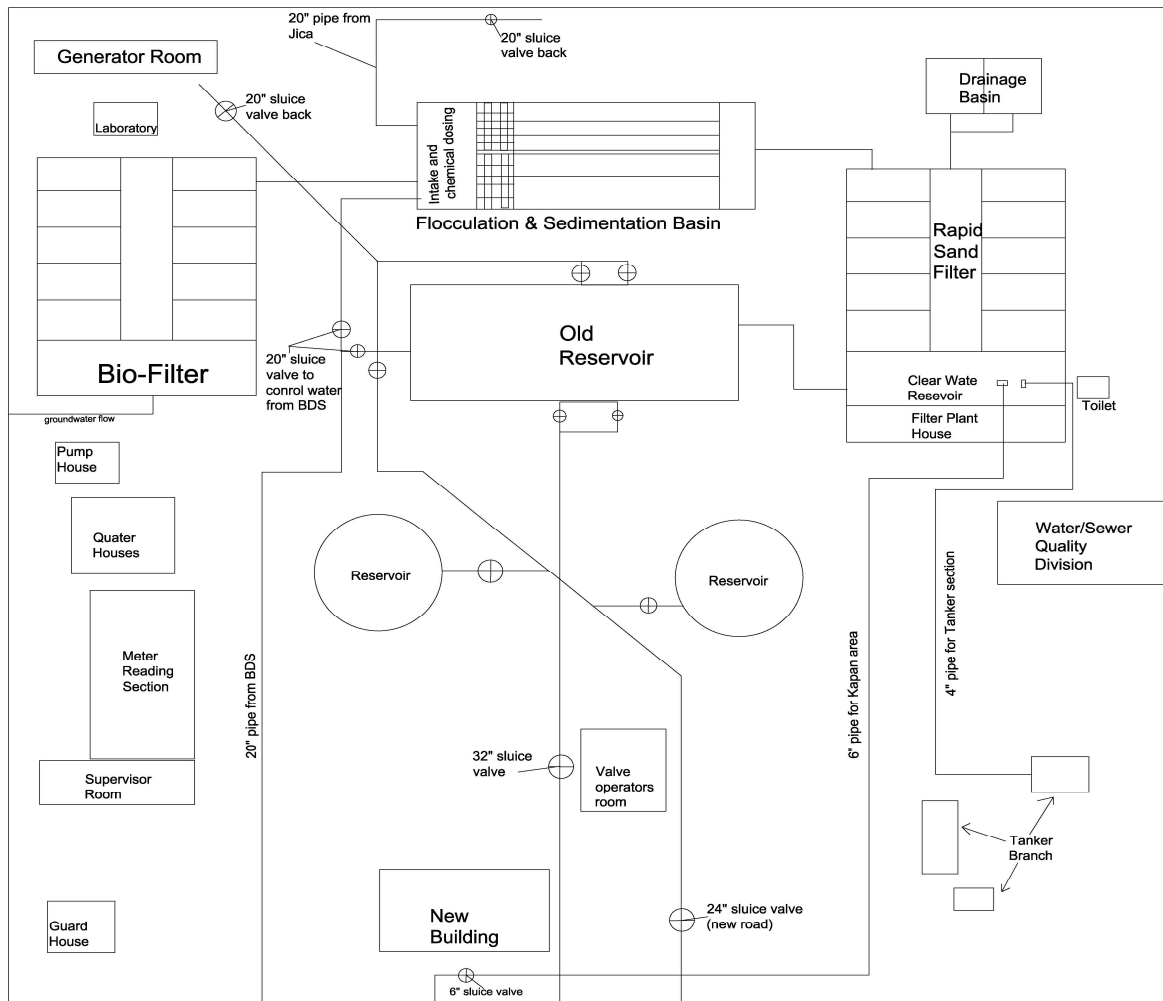 20" pipe from
Jica
20" sluice
valve back
Generator Room
20" sluice
valve back
Laboratory
Drainage
Basin
Intake and
chemical dosing
Flocculation & Sedimentation Basin
Rapid
Sand
Filter
Old
Reservoir
Bio-Filter
20" sluice
valve to
conrol water
from BDS
Clear Wate
Resevoir
Toilet
Filter Plant
House
groundwater flow
Pump
House
Quater
Houses
Water/Sewer
Quality
Division
Reservoir
Reservoir
Meter
Reading
Section
20" pipe from BDS
6" pipe for Kapan area
4" pipe for Tanker section
32" sluice
valve
Valve
operators
room
Supervisor
Room
Tanker
Branch
New
Building
24" sluice valve
(new road)
Guard
House
6" sluice valve